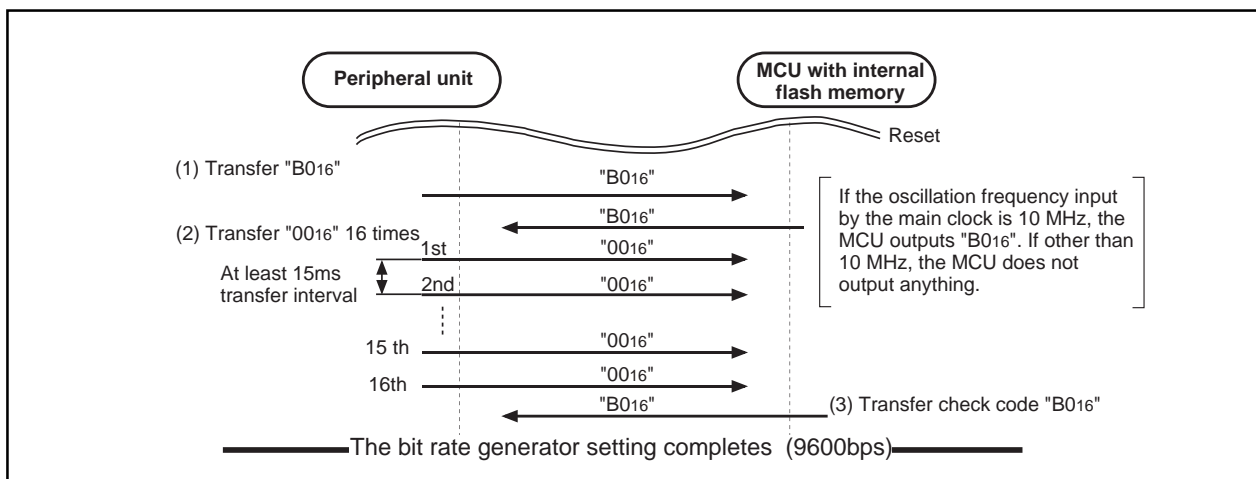 Peripheral unit
MCU with internal
flash memory
Reset
(1) Transfer "B016"
"B016"
"B016"
If the oscillation frequency input
by the main clock is 10 MHz, the
MCU outputs "B016". If other than
10 MHz, the MCU does not
output anything.
(2) Transfer "0016" 16 times
1st
"0016"
At least 15ms
transfer interval
2nd
"0016"
15 th
"0016"
16th
"0016"
"B016"
(3) Transfer check code "B016"
The bit rate generator setting completes (9600bps)